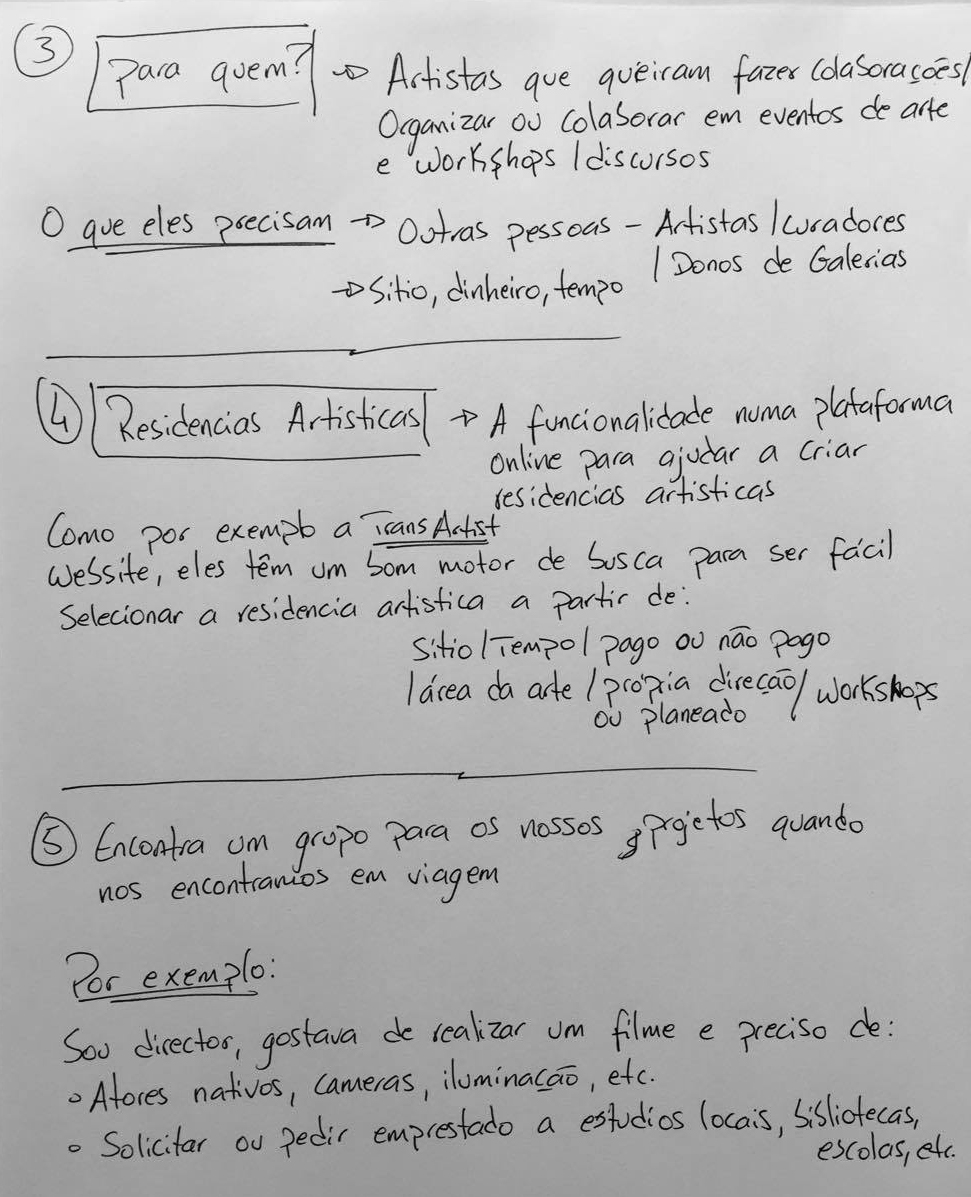 3 Para quem? → Artistas que queiram fazer colaborações/
Organizar ou colaborar em eventos de arte
e workshops / discursos
O que eles precisam → Outras pessoas - Artistas / curadores
/ Donos de Galerias
→ Sitio, dinheiro, tempo
4 Residencias Artisticas → A funcionalidade numa plataforma
online para ajudar a criar
residencias artisticas
Como por exemplo a TransArtist
Website, eles têm um bom motor de busca para ser fácil
Selecionar a residencia artistica a partir de:
Sitio / Tempo / pago ou não pago
/ área da arte / própria direção / workshops
ou planeado
5 Encontra um grupo para os nossos projetos quando
nos encontramos em viagem
Por exemplo:
Sou director, gostava de realizar um filme e preciso de:
◦ Atores nativos, cameras, iluminação, etc.
◦ Solicitar ou pedir emprestado a estudios locais, bibliotecas,
escolas, etc.